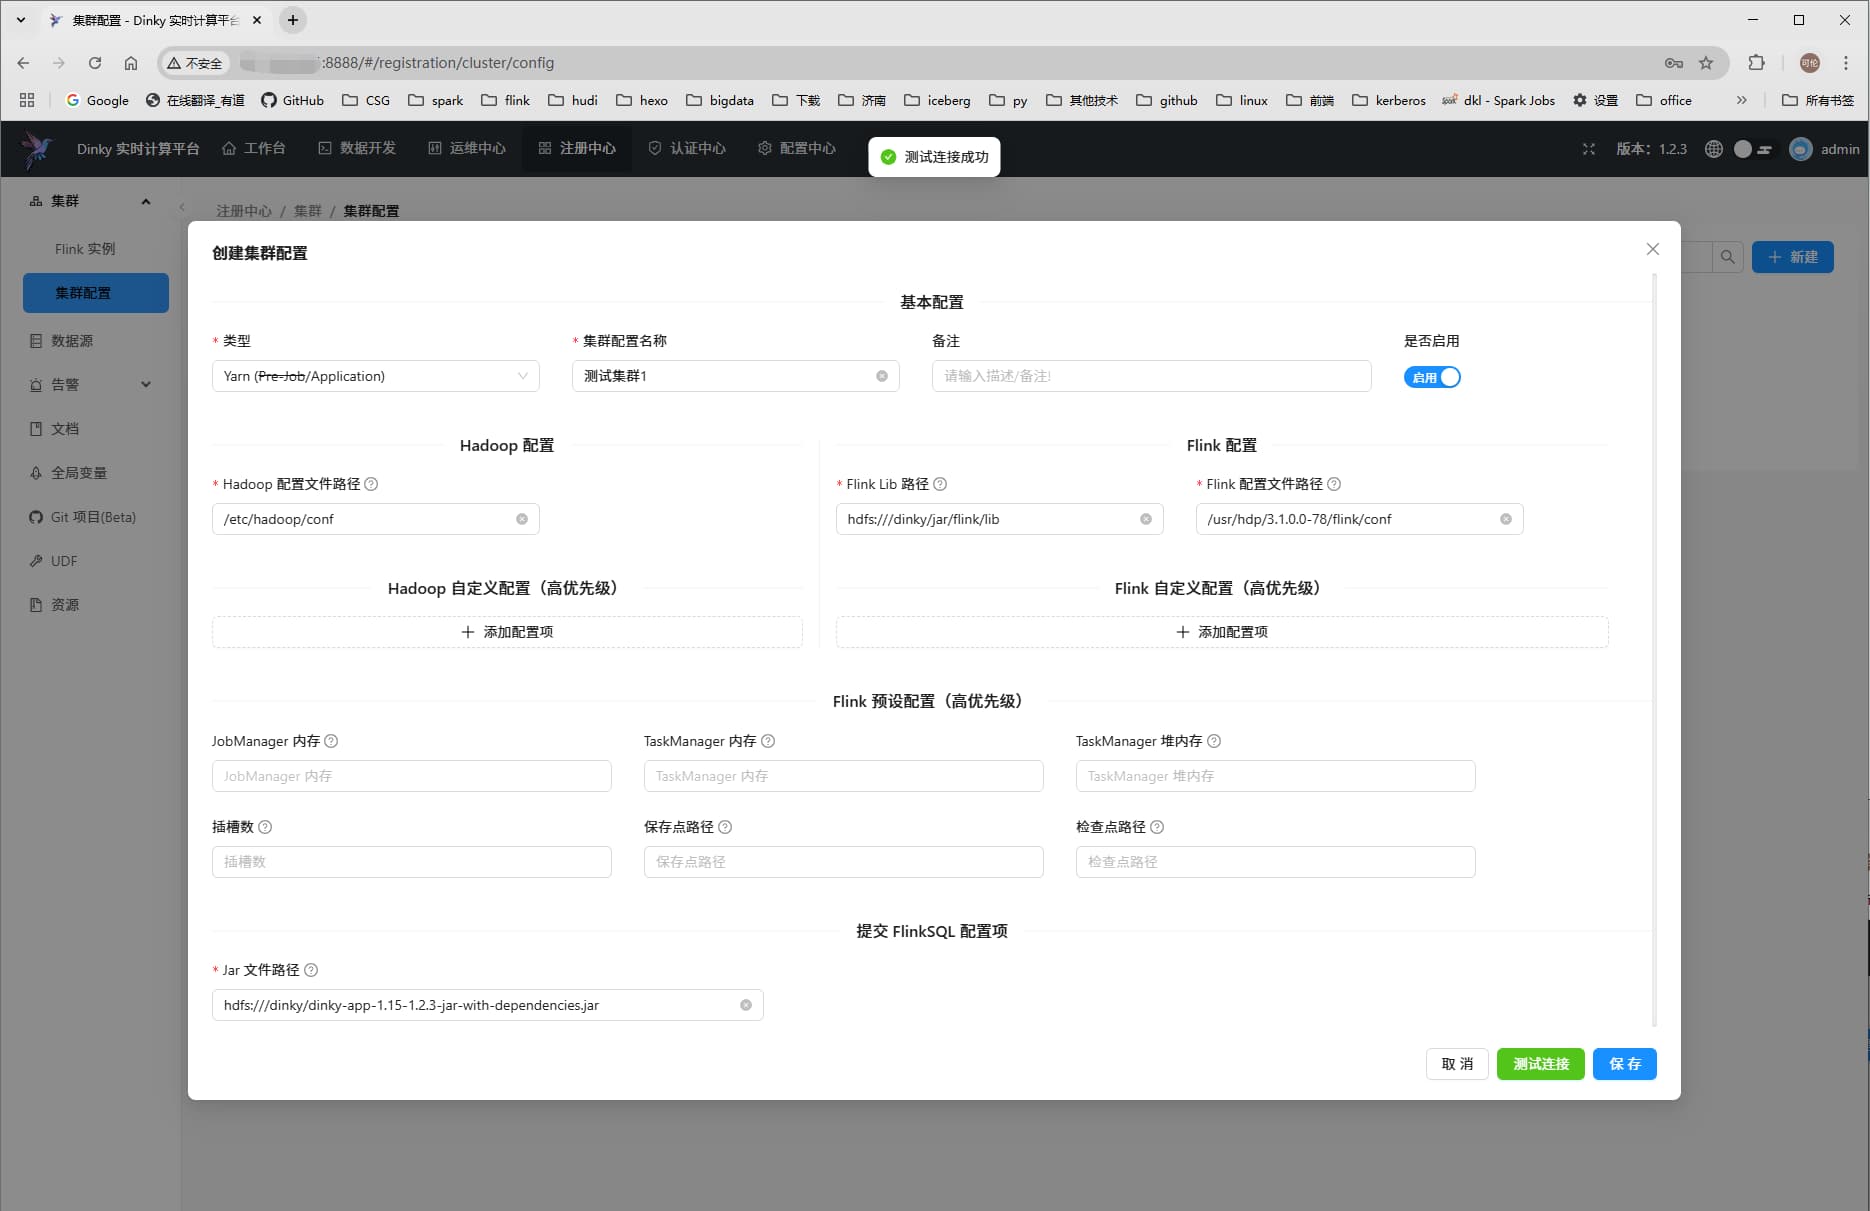 集群配置 - Dinky 实时计算平台
不安全 :8888/#/registration/cluster/config
Google 在线翻译_有道 GitHub CSG spark flink hudi hexo bigdata 下载 济南 iceberg py 其他技术 github linux 前端 kerberos dkl - Spark Jobs 设置 office » 所有书签
Dinky 实时计算平台 工作台 数据开发 运维中心 注册中心 认证中心 配置中心 版本：1.2.3 admin
测试连接成功
集群
Flink 实例
集群配置
数据源
告警
文档
全局变量
Git 项目(Beta)
UDF
资源
注册中心 / 集群 / 集群配置
新建
创建集群配置
基本配置
* 类型 * 集群配置名称 备注 是否启用
Yarn (Pre-Job/Application) 测试集群1 请输入描述/备注! 启用
Hadoop 配置 Flink 配置
* Hadoop 配置文件路径 * Flink Lib 路径 * Flink 配置文件路径
/etc/hadoop/conf hdfs:///dinky/jar/flink/lib /usr/hdp/3.1.0.0-78/flink/conf
Hadoop 自定义配置（高优先级） Flink 自定义配置（高优先级）
添加配置项 添加配置项
Flink 预设配置（高优先级）
JobManager 内存 TaskManager 内存 TaskManager 堆内存
JobManager 内存 TaskManager 内存 TaskManager 堆内存
插槽数 保存点路径 检查点路径
插槽数 保存点路径 检查点路径
提交 FlinkSQL 配置项
* Jar 文件路径
hdfs:///dinky/dinky-app-1.15-1.2.3-jar-with-dependencies.jar
取 消 测试连接 保 存